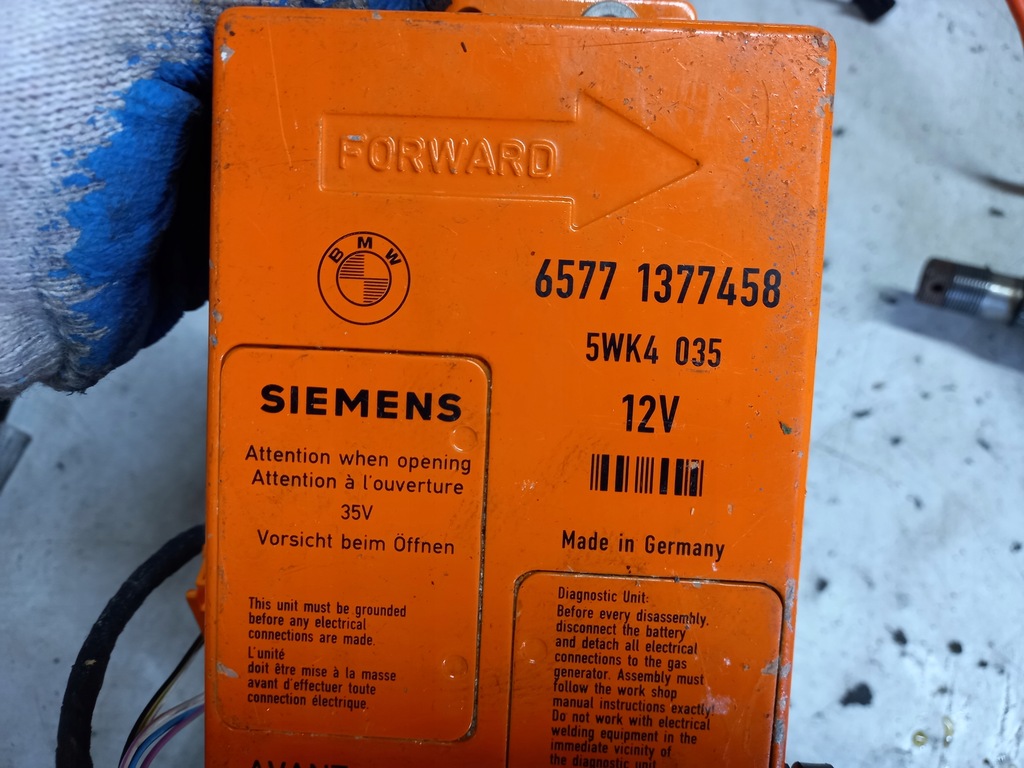 FORWARD
BMW
6577 1377458
5WK4 035
12V
Made in Germany
SIEMENS
Attention when opening
Attention à l'ouverture
35V
Vorsicht beim Öffnen
This unit must be grounded
before any electrical
connections are made.
L'unité
doit être mise à la masse
avant d'effectuer toute
connection électrique.
Diagnostic Unit:
Before every disassembly.
disconnect the battery
and detach all electrical
connections to the gas
generator. Assembly must
follow the work shop
manual instructions exactly!
Do not work with electrical
welding equipment in the
immediate vicinity of
the diagnostic unit
AVANT